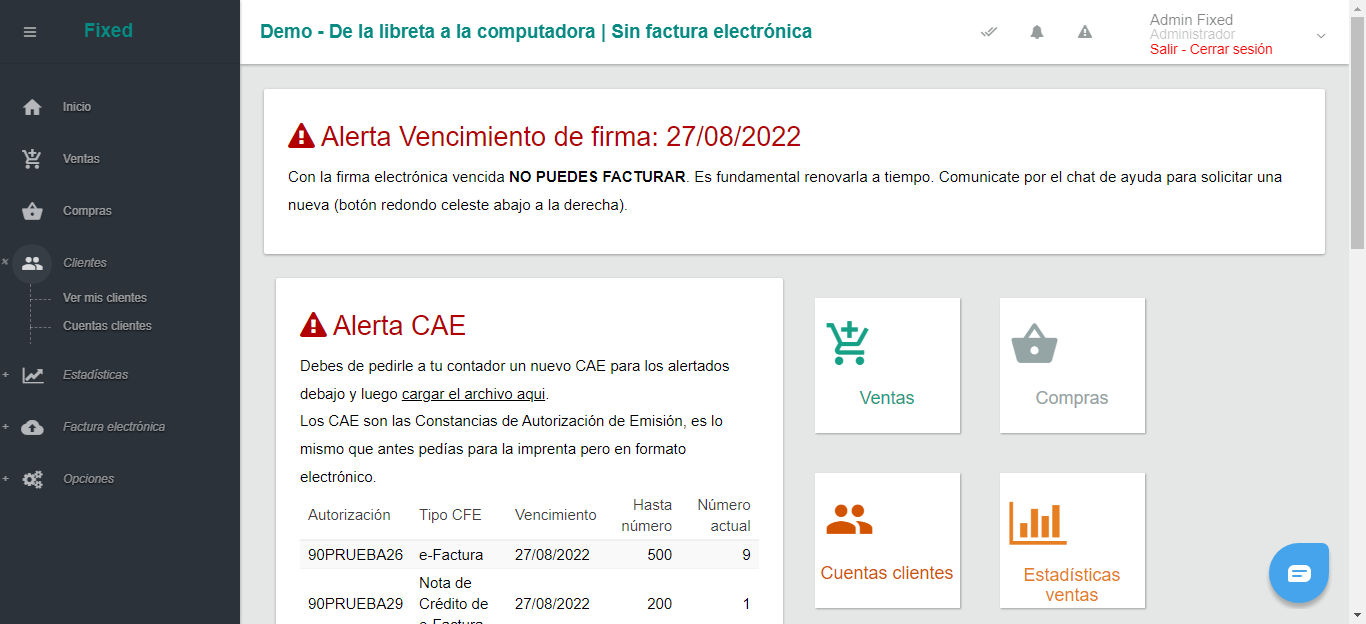 Fixed
Demo - De la libreta a la computadora | Sin factura electrónica
Admin Fixed
Administrador
Salir - Cerrar sesión
Inicio
Ventas
Compras
Clientes
Ver mis clientes
Cuentas clientes
Estadísticas
Factura electrónica
Opciones
Alerta Vencimiento de firma: 27/08/2022
Con la firma electrónica vencida NO PUEDES FACTURAR. Es fundamental renovarla a tiempo. Comunicate por el chat de ayuda para solicitar una
nueva (botón redondo celeste abajo a la derecha).
Alerta CAE
Debes de pedirle a tu contador un nuevo CAE para los alertados
debajo y luego cargar el archivo aqui.
Los CAE son las Constancias de Autorización de Emisión, es lo
mismo que antes pedías para la imprenta pero en formato
electrónico.
Autorización Tipo CFE Vencimiento Hasta número Número actual
90PRUEBA26 e-Factura 27/08/2022 500 9
90PRUEBA29 Nota de Crédito de e-Factura 27/08/2022 200 1
Ventas
Compras
Cuentas clientes
Estadísticas
ventas